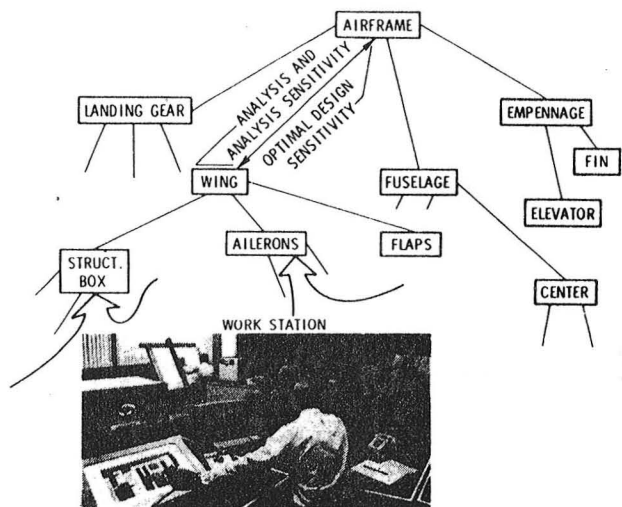 AIRFRAME
ANALYSIS AND
ANALYSIS SENSITIVITY
OPTIMAL DESIGN
SENSITIVITY
LANDING GEAR
EMPENNAGE
FIN
WING
FUSELAGE
ELEVATOR
STRUCT.
BOX
AILERONS
FLAPS
CENTER
WORK STATION